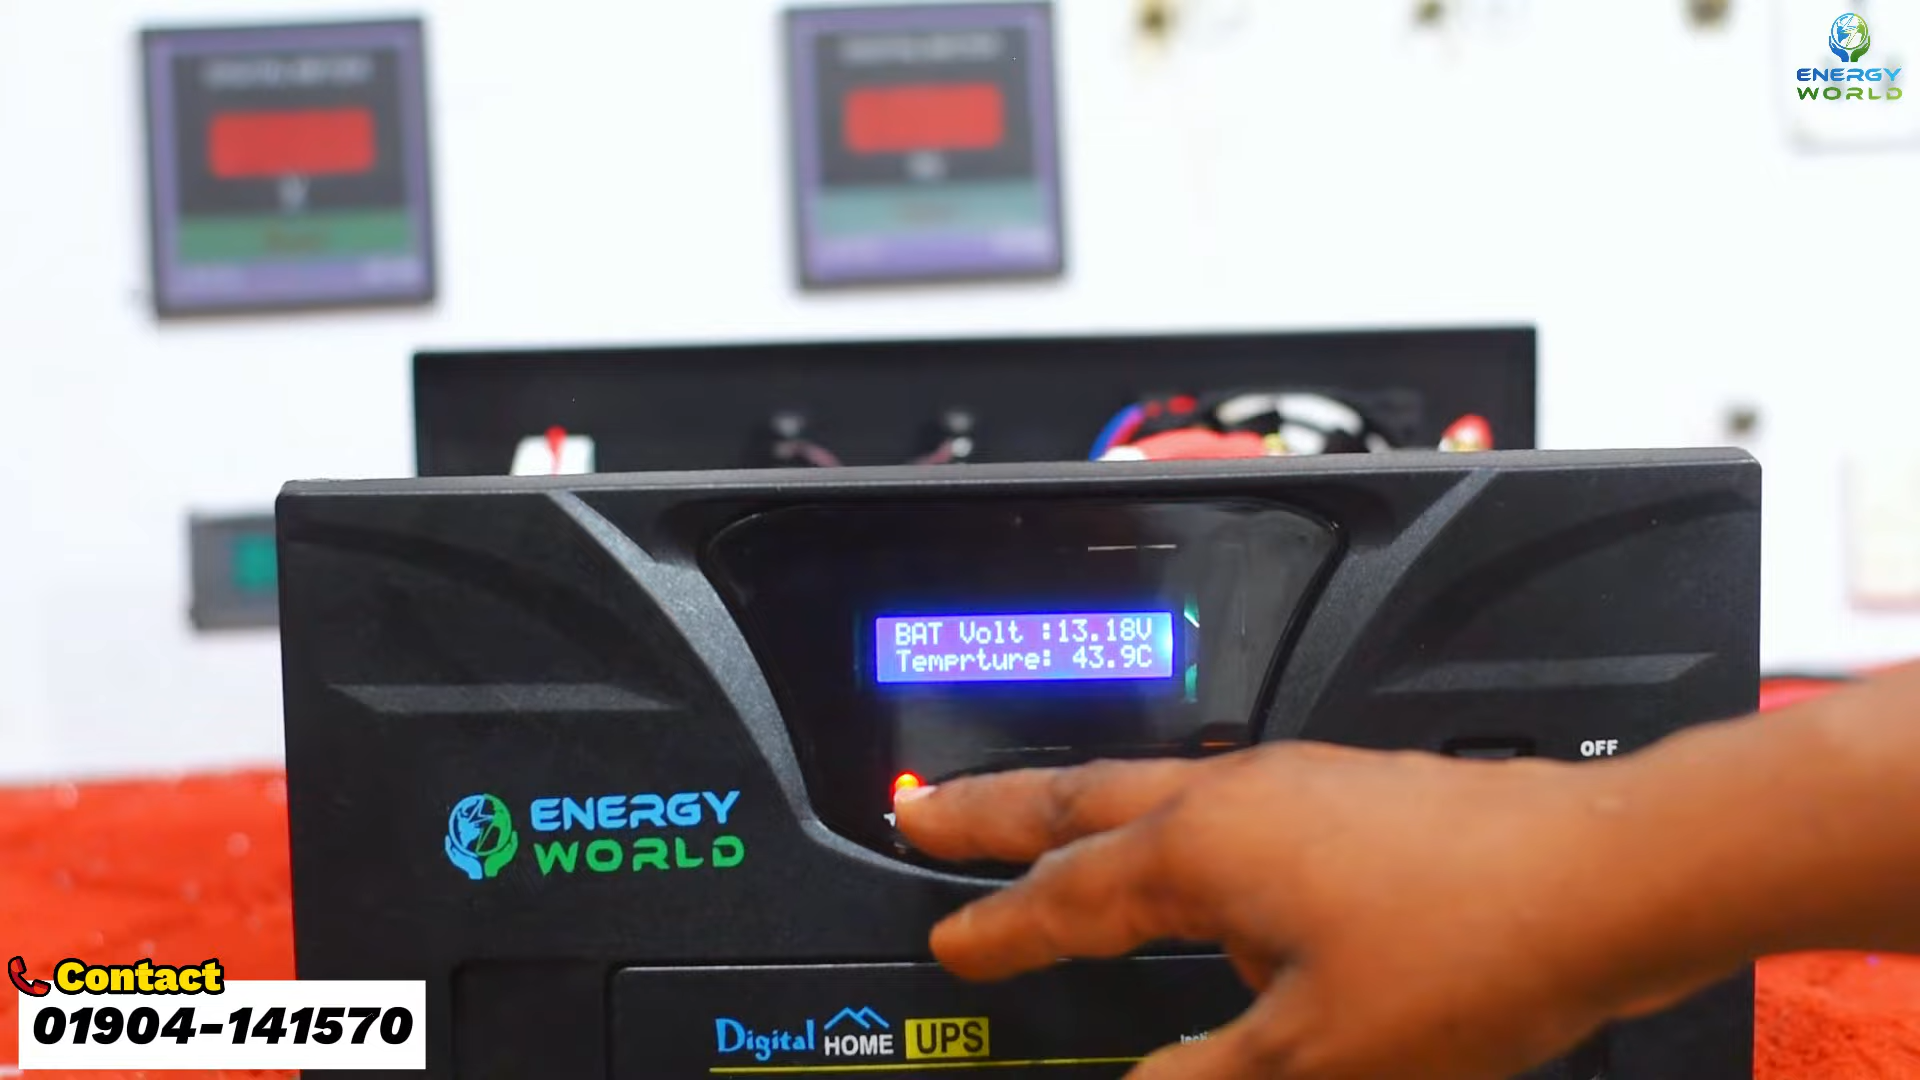 ENERGY
WORLD
BAT Volt :13.18V
Temprture: 43.9C
OFF
ENERGY
WORLD
Contact
01904-141570
Digital HOME UPS